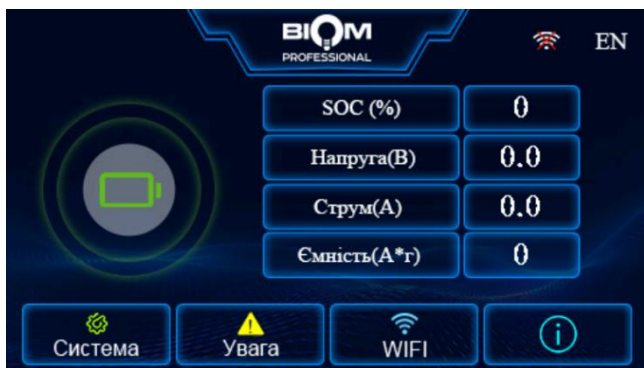 BIOM
PROFESSIONAL
EN
SOC (%) 0
Напруга(В) 0.0
Струм(А) 0.0
Ємність(А*г) 0
Система Увага WIFI i